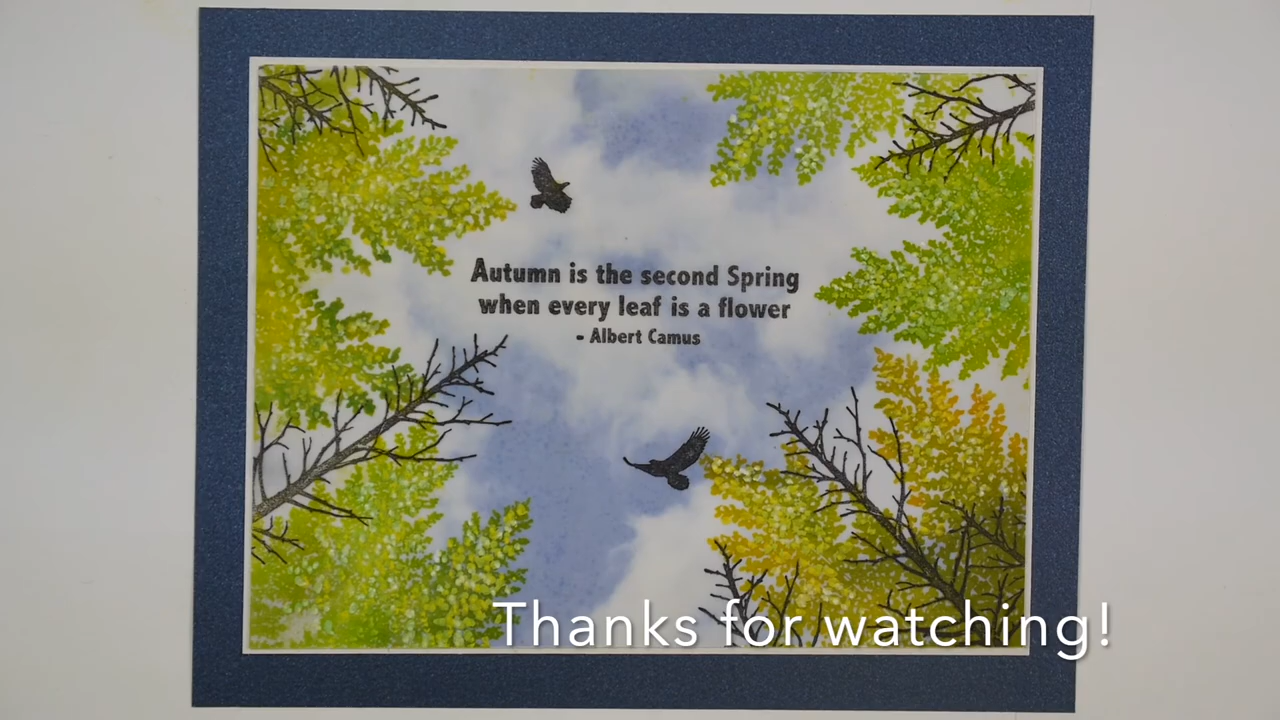 Autumn is the second Spring
when every leaf is a flower
- Albert Camus
Thanks for watching!